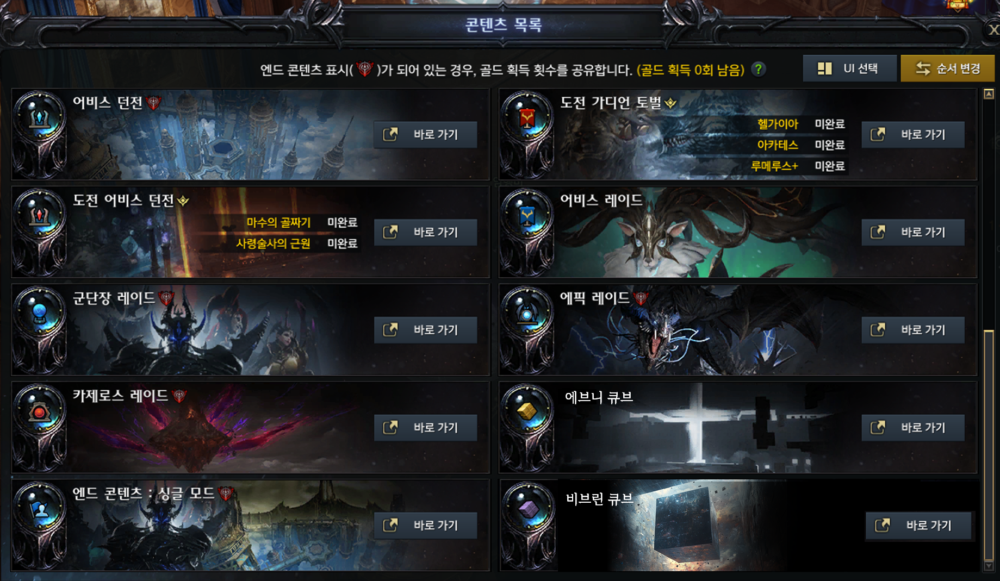 콘텐츠 목록
X
엔드 콘텐츠 표시( )가 되어 있는 경우, 골드 획득 횟수를 공유합니다. (골드 획득 0회 남음) ?
UI 선택
순서 변경
어비스 던전
바로 가기
도전 가디언 토벌
헬가이아 미완료
아카테스 미완료
루메루스+ 미완료
바로 가기
도전 어비스 던전
마수의 골짜기 미완료
사령술사의 근원 미완료
바로 가기
어비스 레이드
바로 가기
군단장 레이드
바로 가기
에픽 레이드
바로 가기
카제로스 레이드
바로 가기
에브니 큐브
바로 가기
엔드 콘텐츠 : 싱글 모드
바로 가기
비브린 큐브
바로 가기